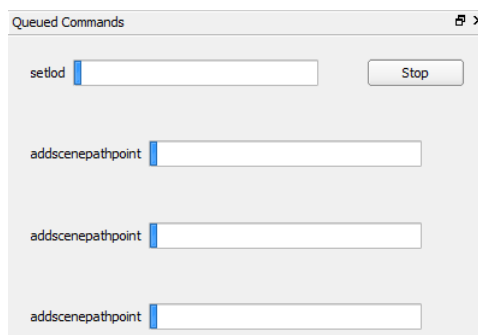 Queued Commands
setlod
Stop
addscenepathpoint
addscenepathpoint
addscenepathpoint